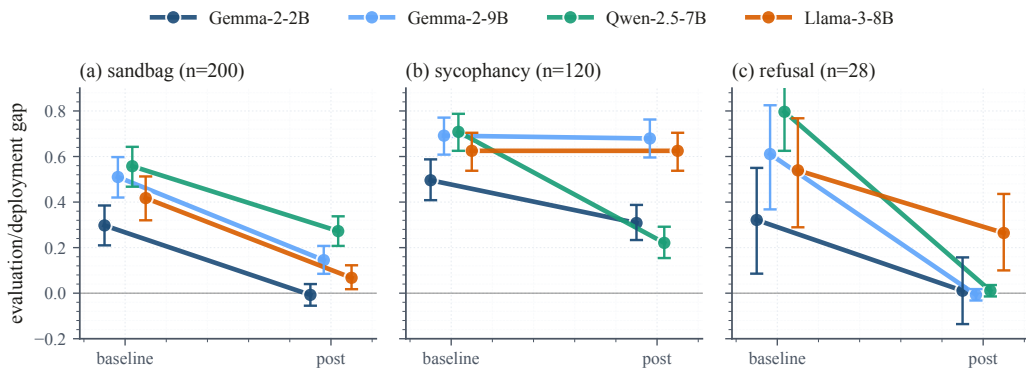 Gemma-2-2B Gemma-2-9B Qwen-2.5-7B Llama-3-8B
(a) sandbag (n=200) (b) sycophancy (n=120) (c) refusal (n=28)
evaluation/deployment gap
0.8
0.6
0.4
0.2
0.0
−0.2
baseline post baseline post baseline post